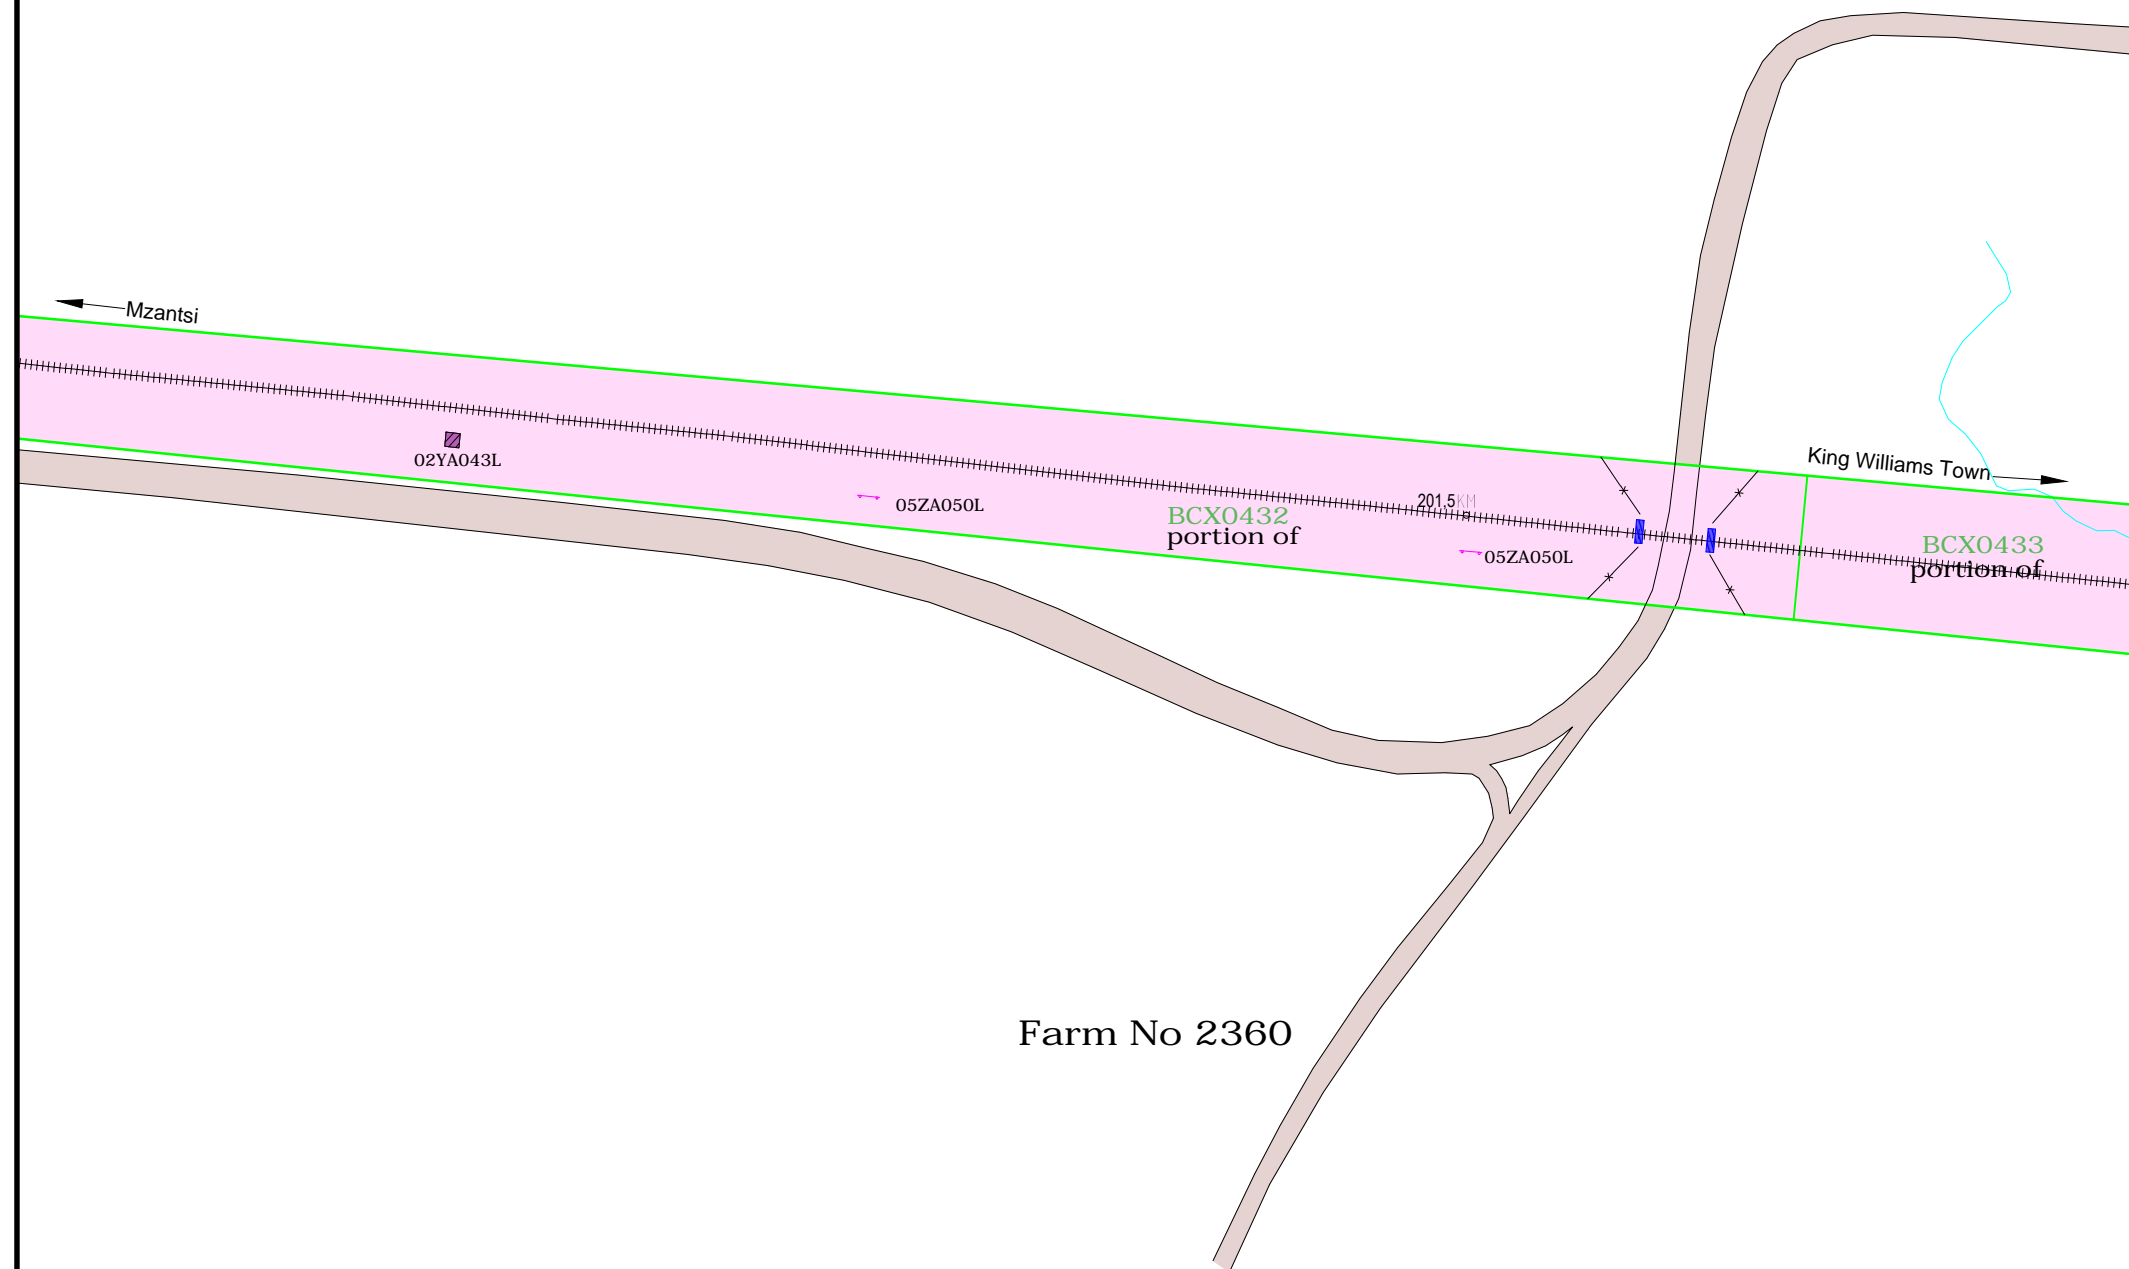 Mzantsi
King Williams Town
02YA043L
05ZA050L
201,5KM
BCX0432
portion of
05ZA050L
BCX0433
portion of
Farm No 2360